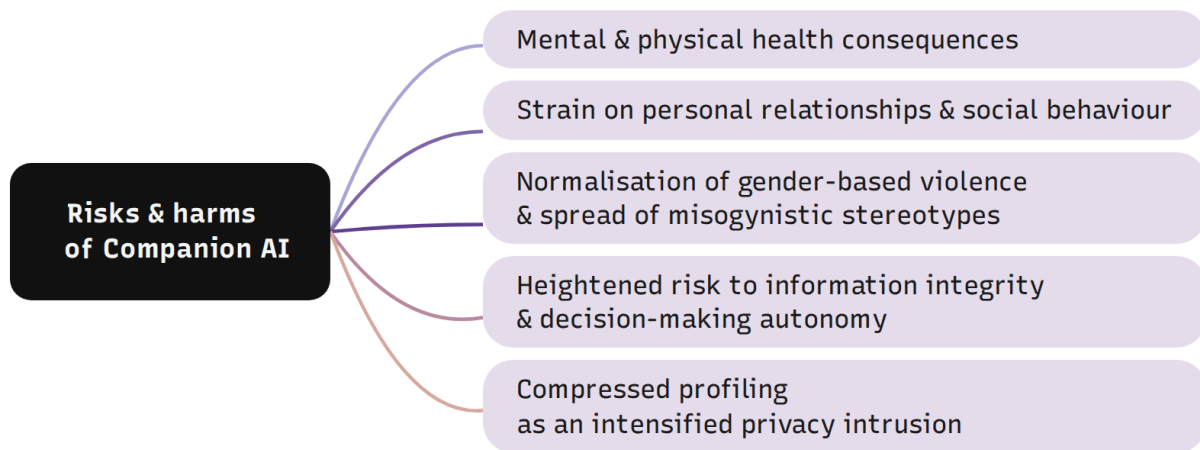 Risks & harms
of Companion AI
Mental & physical health consequences
Strain on personal relationships & social behaviour
Normalisation of gender-based violence
& spread of misogynistic stereotypes
Heightened risk to information integrity
& decision-making autonomy
Compressed profiling
as an intensified privacy intrusion